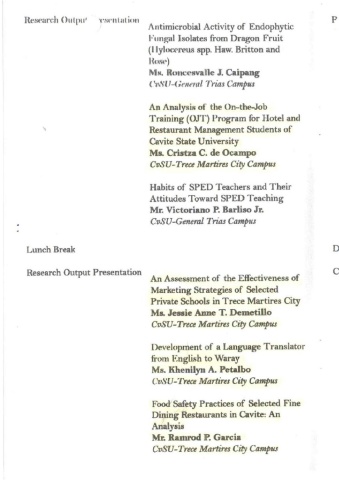 Research Output Presentation
P
Antimicrobial Activity of Endophytic
Fungal Isolates from Dragon Fruit
(Hylocereus spp. Haw. Britton and
Rose)
Ms. Roncesvalle J. Caipang
CvSU-General Trias Campus
An Analysis of the On-the-Job
Training (OJT) Program for Hotel and
Restaurant Management Students of
Cavite State University
Ms. Cristza C. de Ocampo
CvSU-Trece Martires City Campus
Habits of SPED Teachers and Their
Attitudes Toward SPED Teaching
Mr. Victoriano P. Barliso Jr.
CvSU-General Trias Campus
Lunch Break
D
Research Output Presentation
C
An Assessment of the Effectiveness of
Marketing Strategies of Selected
Private Schools in Trece Martires City
Ms. Jessie Anne T. Demetillo
CvSU-Trece Martires City Campus
Development of a Language Translator
from English to Waray
Ms. Khenilyn A. Petalbo
CvSU-Trece Martires City Campus
Food Safety Practices of Selected Fine
Dining Restaurants in Cavite: An
Analysis
Mr. Ramrod P. Garcia
CvSU-Trece Martires City Campus